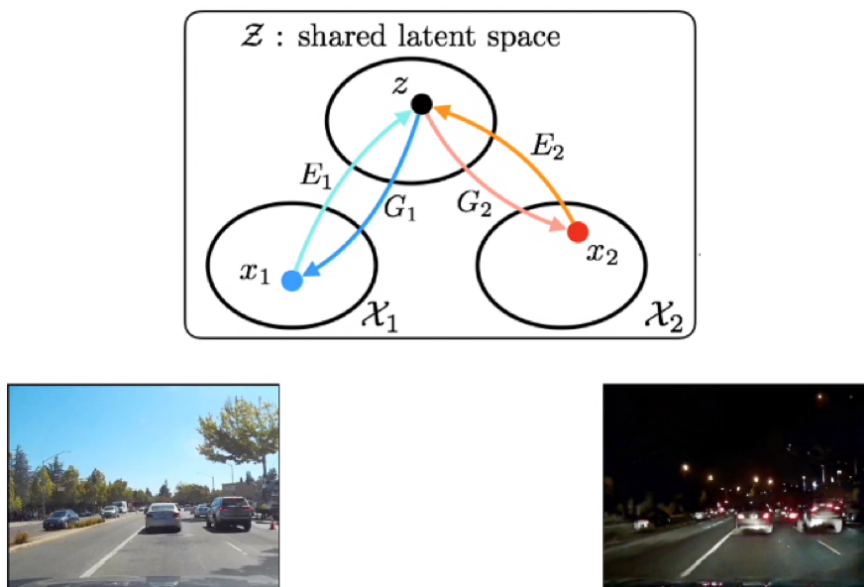 𝒵 : shared latent space
z
E₁
G₁
G₂
E₂
x₁
x₂
𝒳₁
𝒳₂